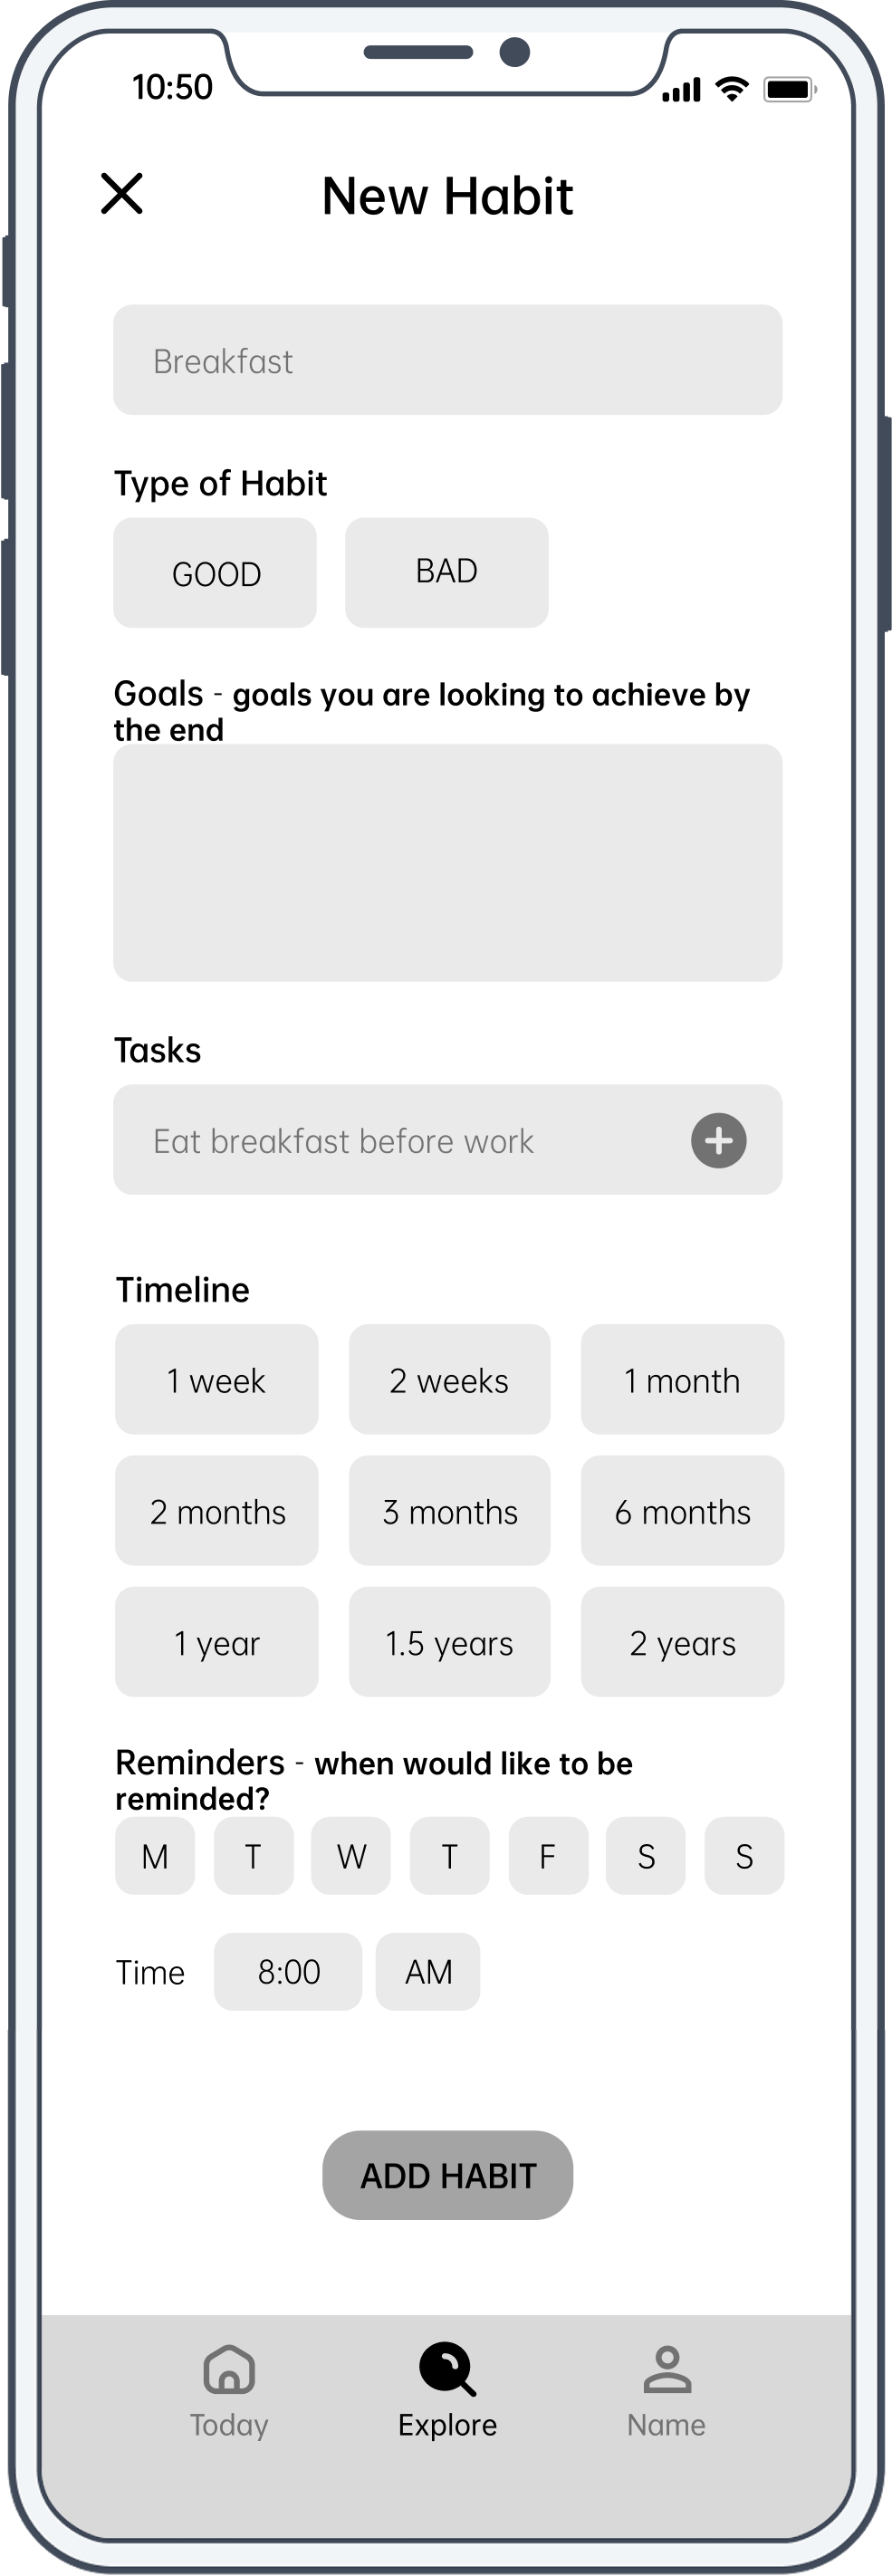 10:50
New Habit
Breakfast
Type of Habit
GOOD BAD
Goals - goals you are looking to achieve by
the end
Tasks
Eat breakfast before work
Timeline
1 week 2 weeks 1 month
2 months 3 months 6 months
1 year 1.5 years 2 years
Reminders - when would like to be
reminded?
M T W T F S S
Time 8:00 AM
ADD HABIT
Today Explore Name